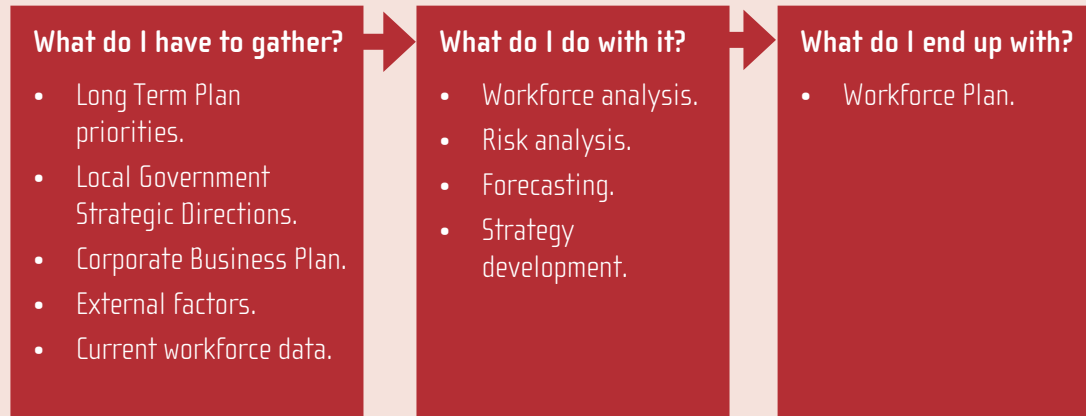 What do I have to gather?
• Long Term Plan
priorities.
• Local Government
Strategic Directions.
• Corporate Business Plan.
• External factors.
• Current workforce data.
What do I do with it?
• Workforce analysis.
• Risk analysis.
• Forecasting.
• Strategy
development.
What do I end up with?
• Workforce Plan.